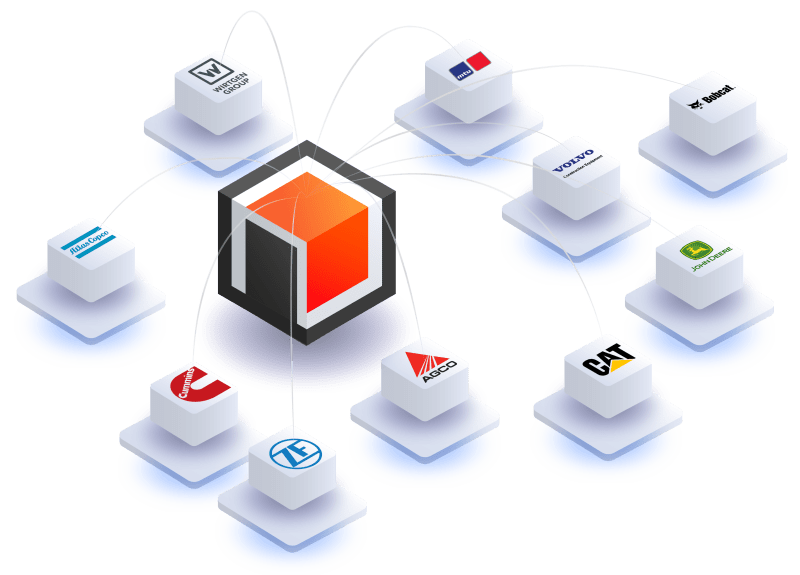 W
WIRTGEN
GROUP
mtu
Bobcat
VOLVO
Construction Equipment
Atlas Copco
JOHN DEERE
Cummins
AGCO
CAT
ZF